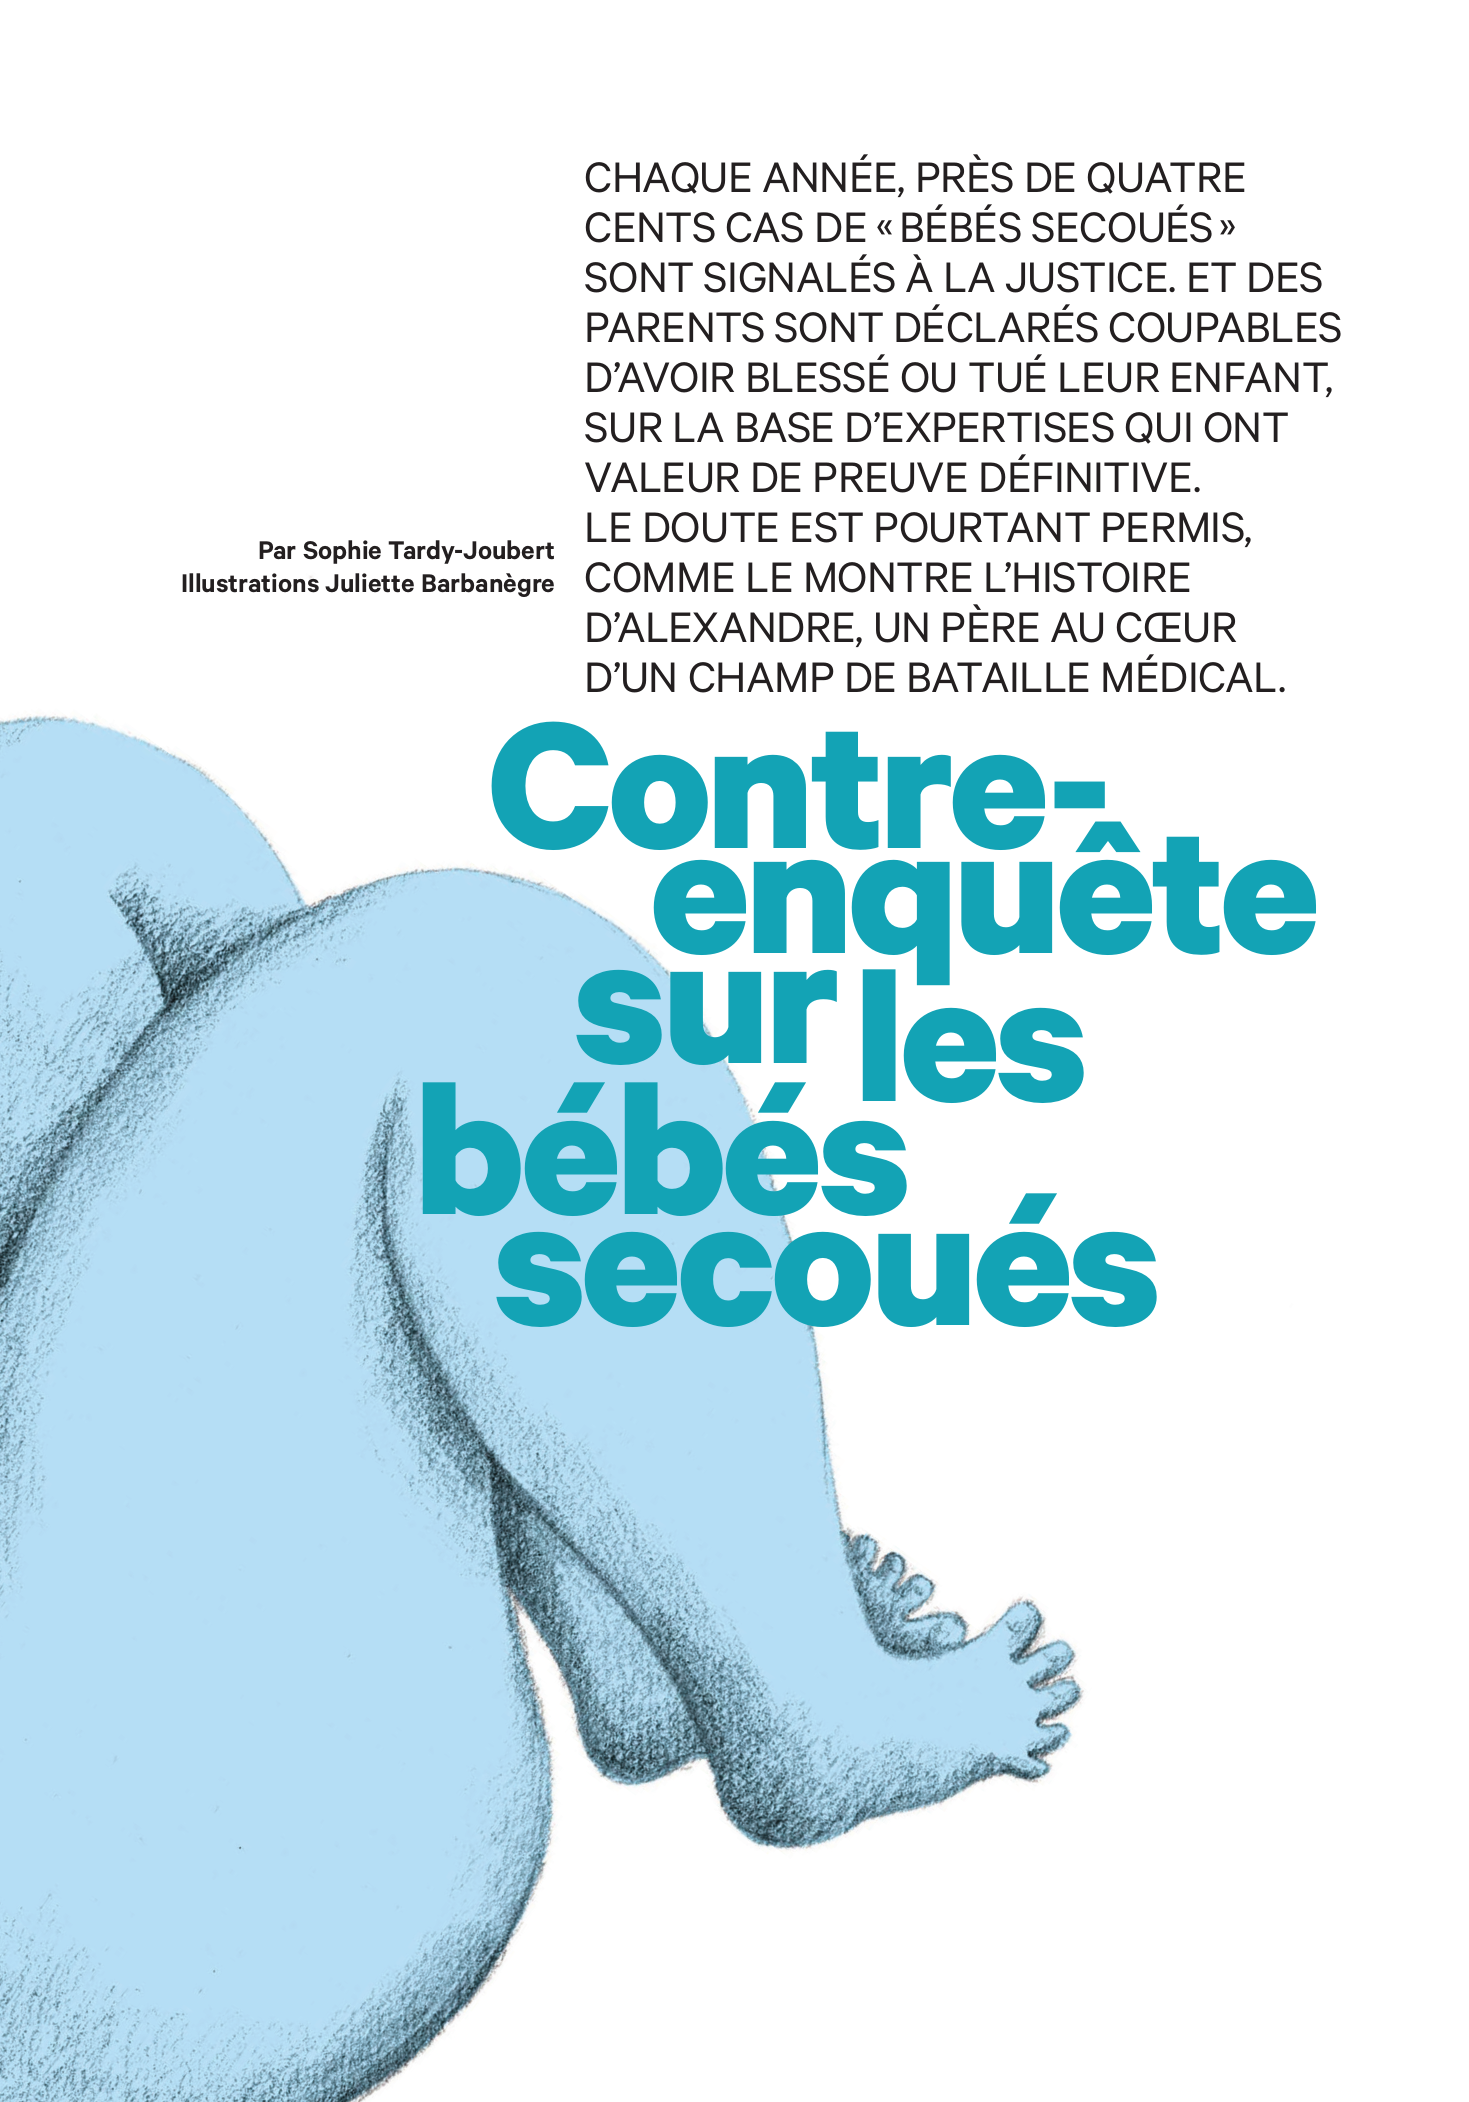 CHAQUE ANNÉE, PRÈS DE QUATRE
CENTS CAS DE « BÉBÉS SECOUÉS »
SONT SIGNALÉS À LA JUSTICE. ET DES
PARENTS SONT DÉCLARÉS COUPABLES
D’AVOIR BLESSÉ OU TUÉ LEUR ENFANT,
SUR LA BASE D’EXPERTISES QUI ONT
VALEUR DE PREUVE DÉFINITIVE.
LE DOUTE EST POURTANT PERMIS,
COMME LE MONTRE L’HISTOIRE
D’ALEXANDRE, UN PÈRE AU CŒUR
D’UN CHAMP DE BATAILLE MÉDICAL.
Par Sophie Tardy-Joubert
Illustrations Juliette Barbanègre
Contre-
enquête
sur les
bébés
secoués